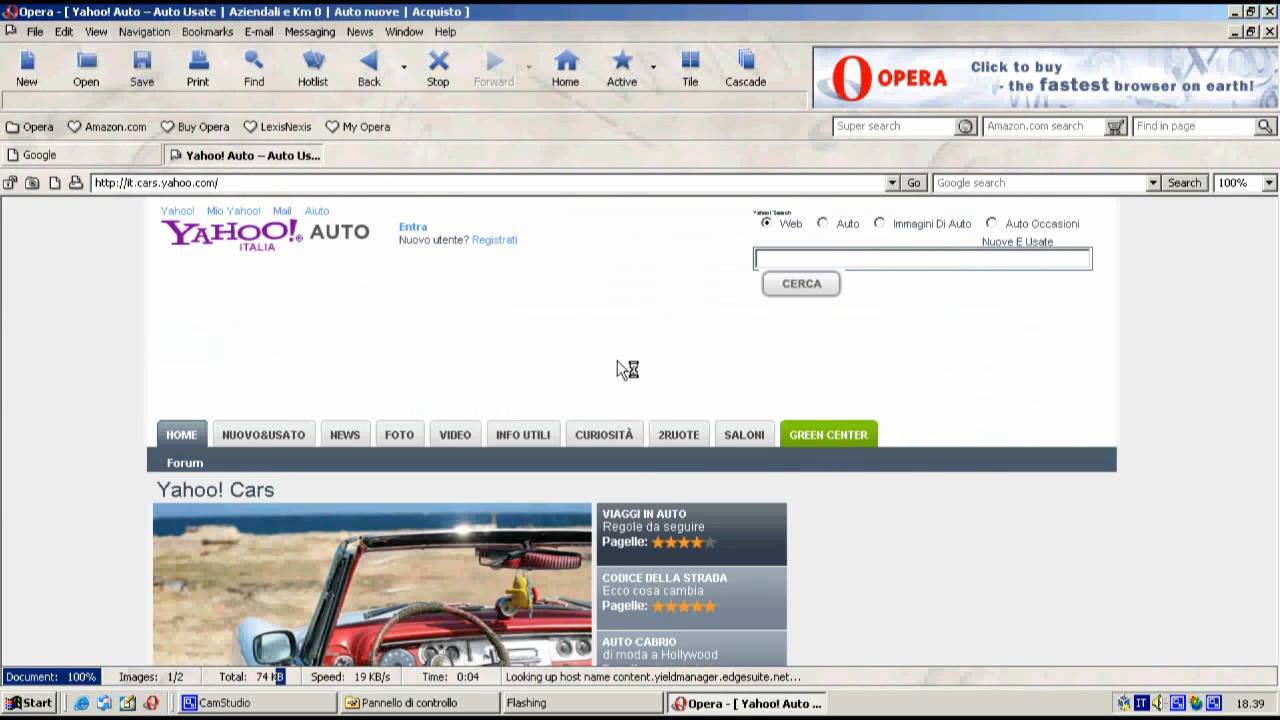 Opera - [ Yahoo! Auto – Auto Usate | Aziendali e Km 0 | Auto nuove | Acquisto ]
File Edit View Navigation Bookmarks E-mail Messaging News Window Help
New Open Save Print Find Hotlist Back Stop Forward Home Active Tile Cascade
OPERA
Click to buy
- the fastest browser on earth!
Opera Amazon.com Buy Opera LexisNexis My Opera
Super search Amazon.com search Find in page
Google Yahoo! Auto – Auto Us...
http://it.cars.yahoo.com/ Go Google search Search 100%
Yahoo! Mio Yahoo! Mail Aiuto
YAHOO! AUTO
ITALIA
Entra
Nuovo utente? Registrati
Yahoo! Search
Web Auto Immagini Di Auto Auto Occasioni
Nuove E Usate
CERCA
HOME NUOVO&USATO NEWS FOTO VIDEO INFO UTILI CURIOSITÀ 2RUOTE SALONI GREEN CENTER
Forum
Yahoo! Cars
VIAGGI IN AUTO
Regole da seguire
Pagelle:
CODICE DELLA STRADA
Ecco cosa cambia
Pagelle:
AUTO CABRIO
di moda a Hollywood
Document: 100% Images: 1/2 Total: 74 KB Speed: 19 KB/s Time: 0:04 Looking up host name content.yieldmanager.edgesuite.net...
Start CamStudio Pannello di controllo Flashing Opera - [ Yahoo! Auto ... IT 18.39